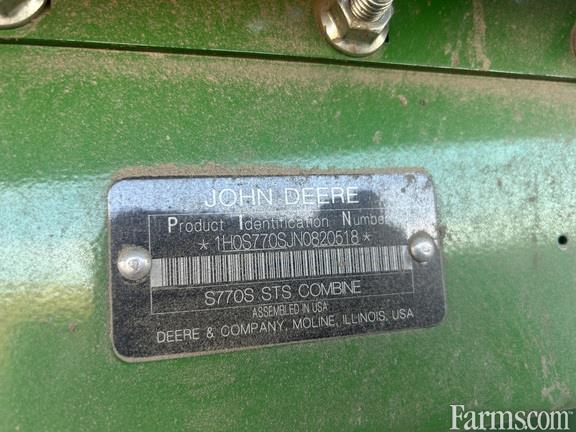 JOHN DEERE
Product Identification Number
* 1H0S770SJN0820518 *
S770S STS COMBINE
ASSEMBLED IN USA
DEERE & COMPANY, MOLINE, ILLINOIS, USA
Farms.com